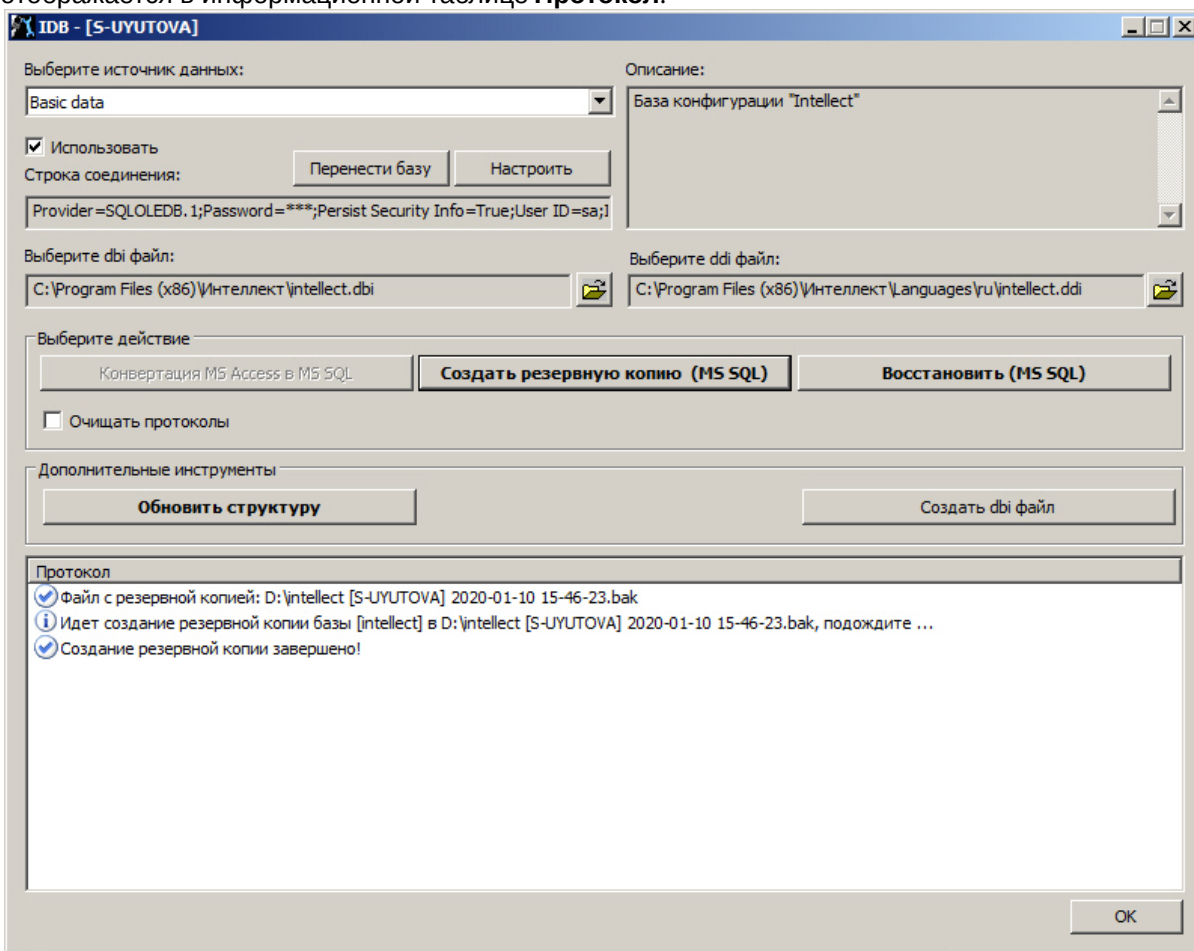 отображается в информационной таблице Протокол.
IDB - [S-UYUTOVA]
Выберите источник данных:
Описание:
Basic data
База конфигурации "Intellect"
Использовать
Строка соединения:
Перенести базу
Настроить
Provider=SQLOLEDB.1;Password=***;Persist Security Info=True;User ID=sa;I
Выберите dbi файл:
Выберите ddi файл:
C:\Program Files (x86)\Интеллект\intellect.dbi
C:\Program Files (x86)\Интеллект\Languages\ru\intellect.ddi
Выберите действие
Конвертация MS Access в MS SQL
Создать резервную копию (MS SQL)
Восстановить (MS SQL)
Очищать протоколы
Дополнительные инструменты
Обновить структуру
Создать dbi файл
Протокол
Файл с резервной копией: D:\intellect [S-UYUTOVA] 2020-01-10 15-46-23.bak
Идет создание резервной копии базы [intellect] в D:\intellect [S-UYUTOVA] 2020-01-10 15-46-23.bak, подождите ...
Создание резервной копии завершено!
OK